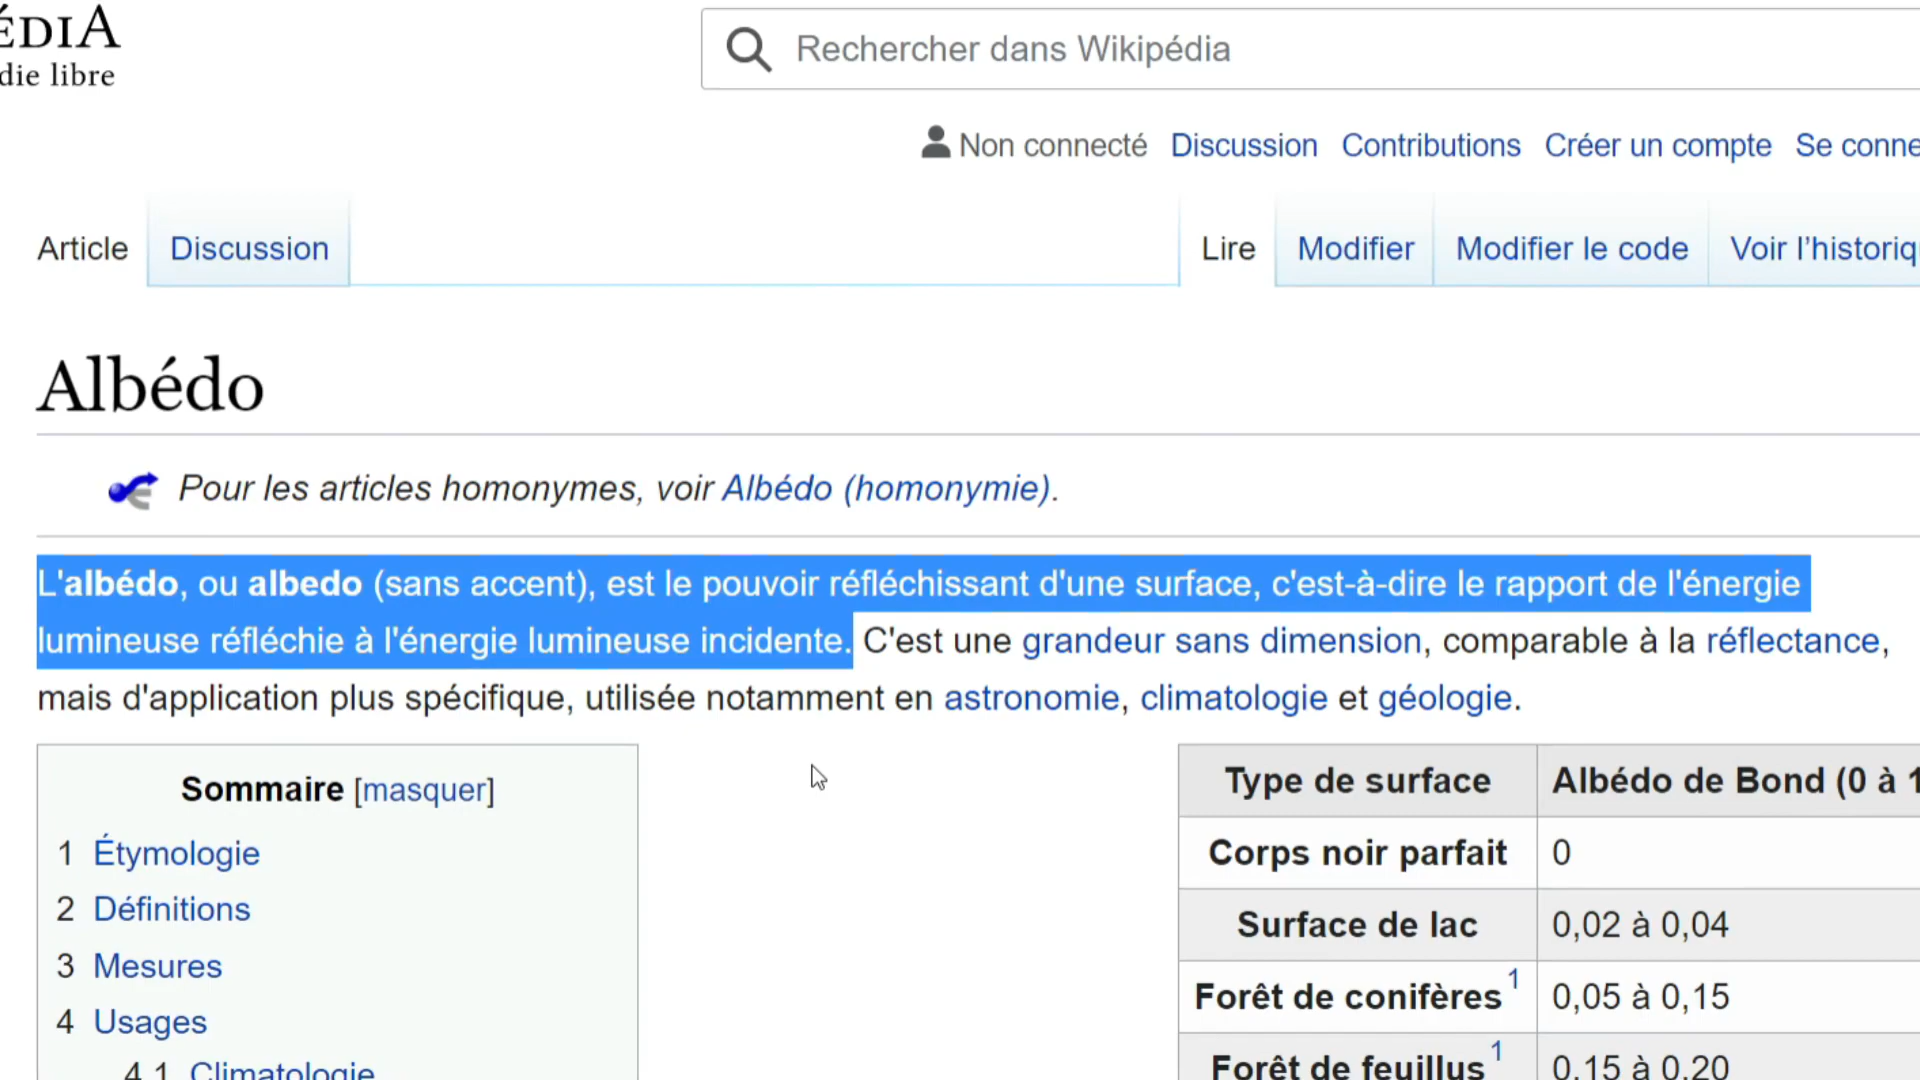 ÉDIA
die libre
Rechercher dans Wikipédia
Non connecté Discussion Contributions Créer un compte Se conne
Article Discussion Lire Modifier Modifier le code Voir l’historiq
Albédo
Pour les articles homonymes, voir Albédo (homonymie).
L'albédo, ou albedo (sans accent), est le pouvoir réfléchissant d'une surface, c'est-à-dire le rapport de l'énergie
lumineuse réfléchie à l'énergie lumineuse incidente. C'est une grandeur sans dimension, comparable à la réflectance,
mais d'application plus spécifique, utilisée notamment en astronomie, climatologie et géologie.
Sommaire [masquer]
1 Étymologie
2 Définitions
3 Mesures
4 Usages
4.1 Climatologie
Type de surface Albédo de Bond (0 à 1
Corps noir parfait 0
Surface de lac 0,02 à 0,04
Forêt de conifères 1 0,05 à 0,15
Forêt de feuillus 1 0,15 à 0,20